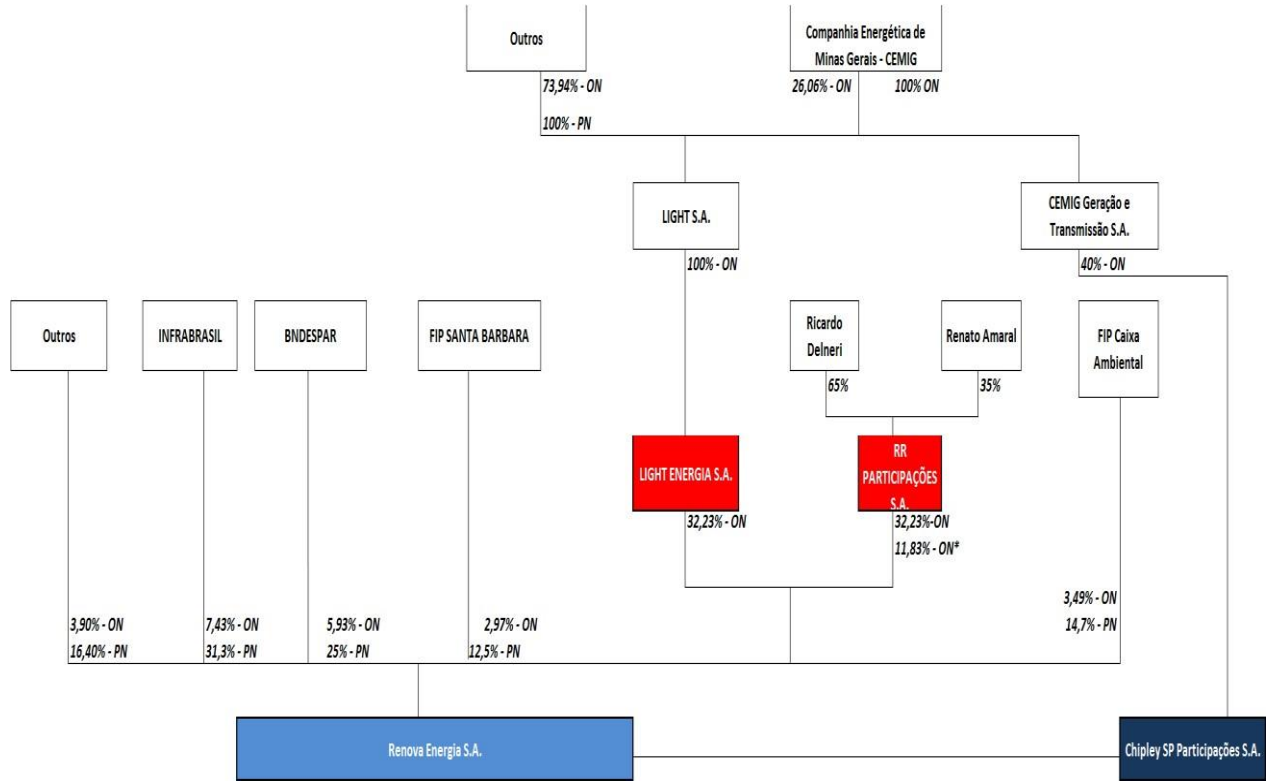 Outros
Companhia Energética de
Minas Gerais - CEMIG
73,94% - ON
100% - PN
26,06% - ON
100% ON
LIGHT S.A.
CEMIG Geração e
Transmissão S.A.
100% - ON
40% - ON
Outros
INFRABRASIL
BNDESPAR
FIP SANTA BARBARA
Ricardo
Delneri
Renato Amaral
FIP Caixa
Ambiental
65%
35%
LIGHT ENERGIA S.A.
RR
PARTICIPAÇÕES
S.A.
32,23% - ON
32,23%-ON
11,83% - ON*
3,90% - ON
16,40% - PN
7,43% - ON
31,3% - PN
5,93% - ON
25% - PN
2,97% - ON
12,5% - PN
3,49% - ON
14,7% - PN
Renova Energia S.A.
Chipley SP Participações S.A.